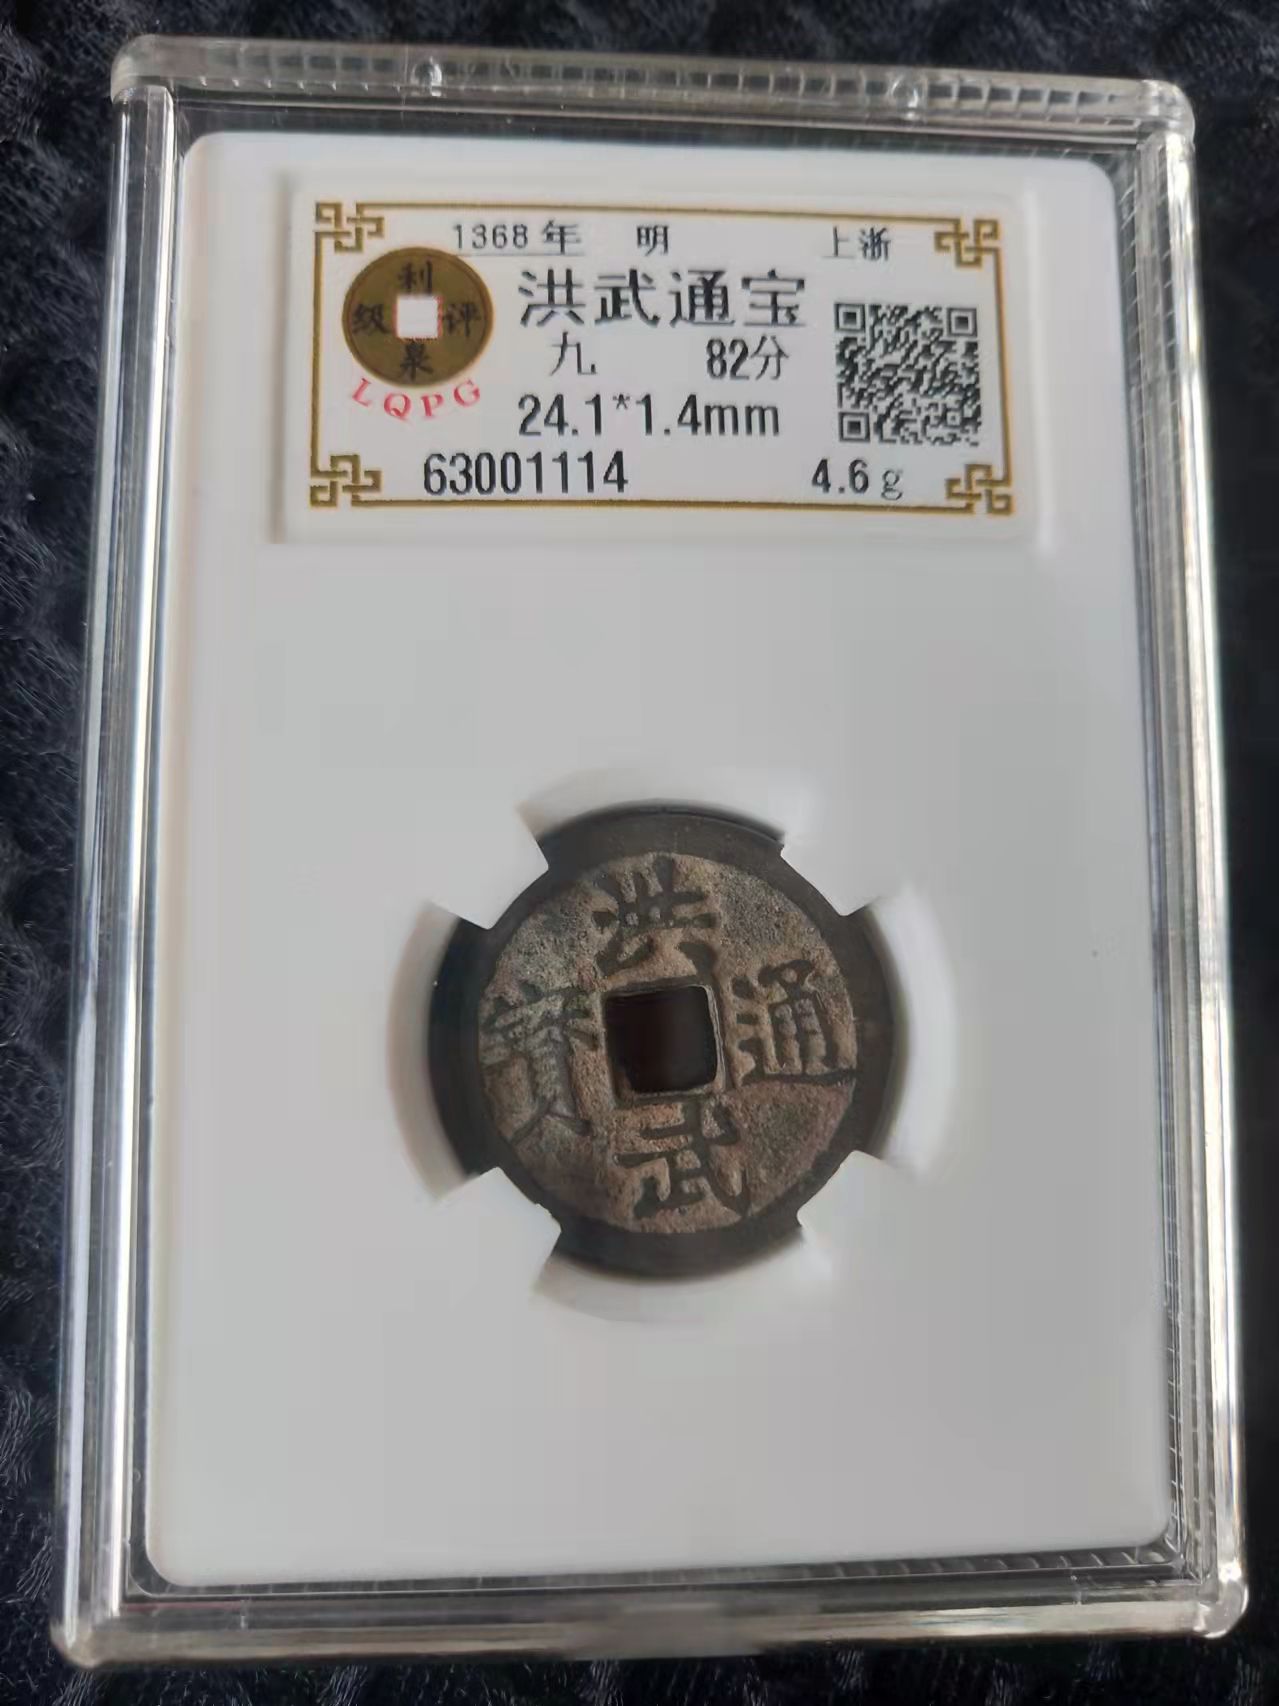 1368年 明 上浙
利泉评级
洪武通宝
九 82分
LQPG
24.1*1.4mm
63001114 4.6g
洪武通寳